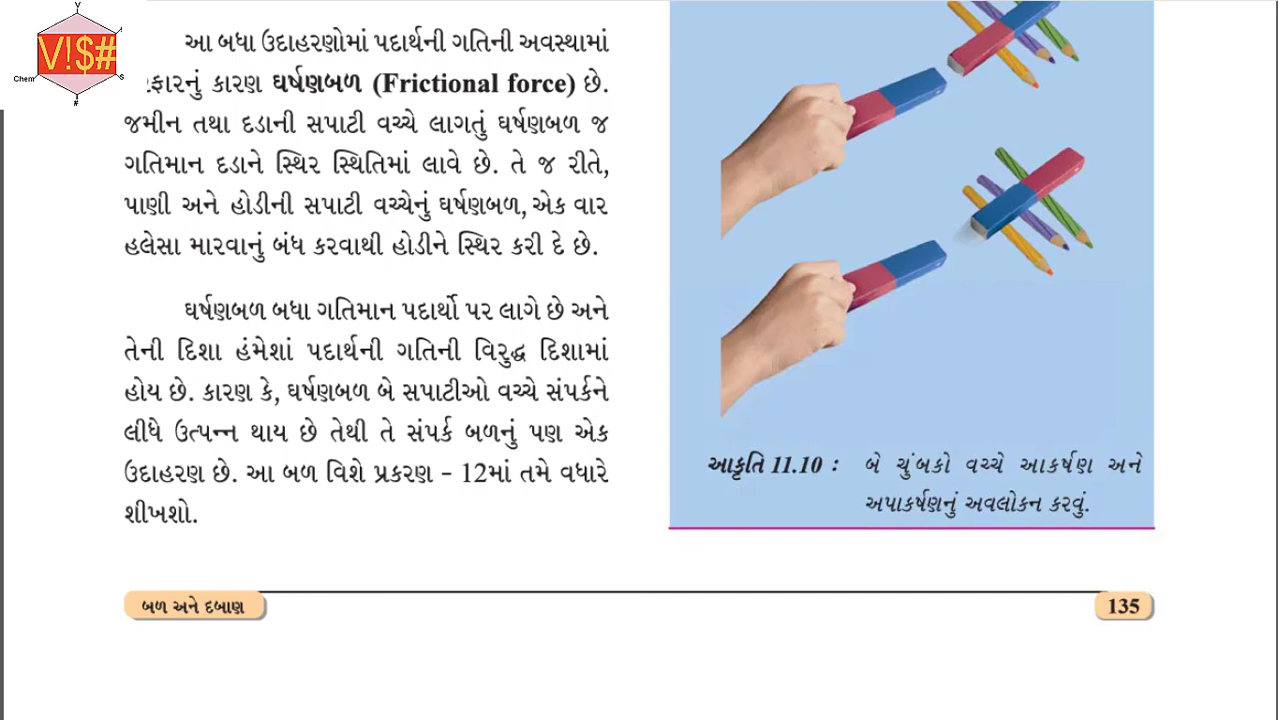 Y
V!$#
Chem
S
#
આ બધા ઉદાહરણોમાં પદાર્થની ગતિની અવસ્થામાં
કારણ ઘર્ષણબળ (Frictional force) છે.
જમીન તથા દડાની સપાટી વચ્ચે લાગતું ઘર્ષણબળ જ
ગતિમાન દડાને સ્થિર સ્થિતિમાં લાવે છે. તે જ રીતે,
પાણી અને હોડીની સપાટી વચ્ચેનું ઘર્ષણબળ, એક વાર
હલેસા મારવાનું બંધ કરવાથી હોડીને સ્થિર કરી દે છે.
ઘર્ષણબળ બધા ગતિમાન પદાર્થો પર લાગે છે અને
તેની દિશા હંમેશાં પદાર્થની ગતિની વિરુદ્ધ દિશામાં
હોય છે. કારણ કે, ઘર્ષણબળ બે સપાટીઓ વચ્ચે સંપર્કને
લીધે ઉત્પન્ન થાય છે તેથી તે સંપર્ક બળનું પણ એક
ઉદાહરણ છે. આ બળ વિશે પ્રકરણ – 12માં તમે વધારે
શીખશો.
આકૃતિ 11.10 : બે ચુંબકો વચ્ચે આકર્ષણ અને
અપાકર્ષણનું અવલોકન કરવું.
બળ અને દબાણ
135